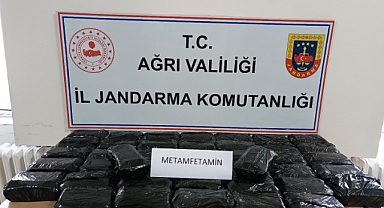 T.C.
AĞRI VALİLİĞİ
İL JANDARMA KOMUTANLIĞI
METAMFETAMİN